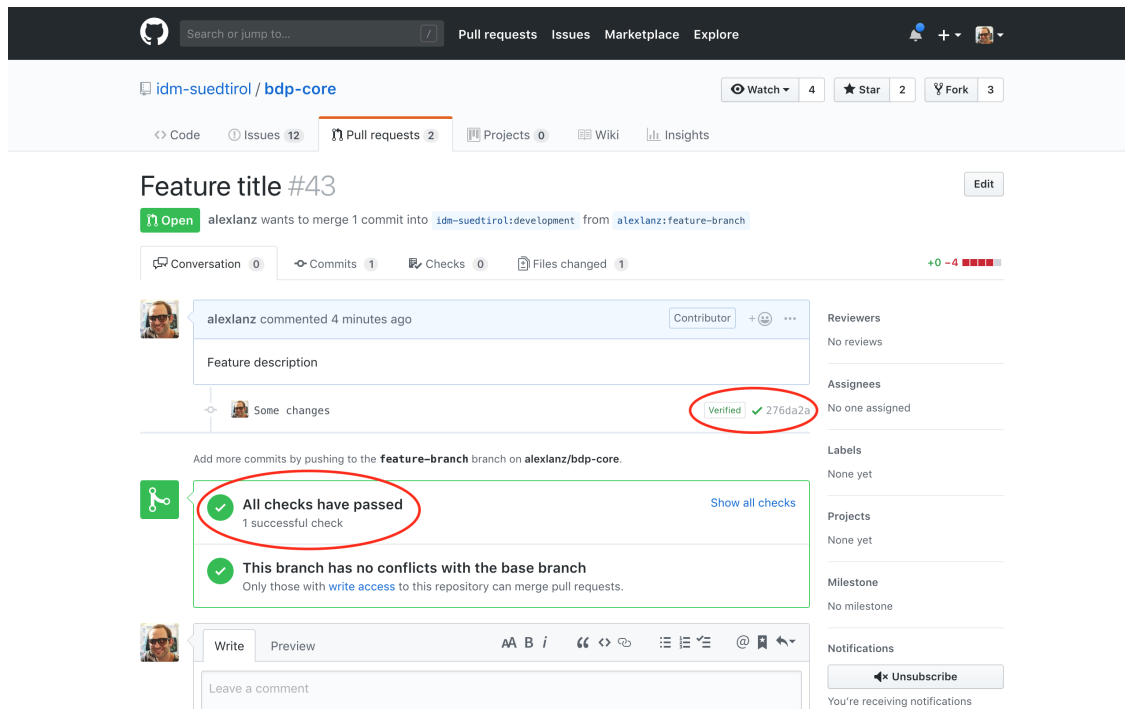 Search or jump to... / Pull requests Issues Marketplace Explore
idm-suedtirol / bdp-core Watch 4 Star 2 Fork 3
Code Issues 12 Pull requests 2 Projects 0 Wiki Insights
Feature title #43 Edit
Open alexlanz wants to merge 1 commit into idm-suedtirol:development from alexlanz:feature-branch
Conversation 0 Commits 1 Checks 0 Files changed 1 +0 −4
alexlanz commented 4 minutes ago Contributor
Feature description
Some changes Verified 276da2a
Add more commits by pushing to the feature-branch branch on alexlanz/bdp-core.
All checks have passed Show all checks
1 successful check
This branch has no conflicts with the base branch
Only those with write access to this repository can merge pull requests.
Write Preview AA B i
Leave a comment
Reviewers
No reviews
Assignees
No one assigned
Labels
None yet
Projects
None yet
Milestone
No milestone
Notifications
Unsubscribe
You're receiving notifications